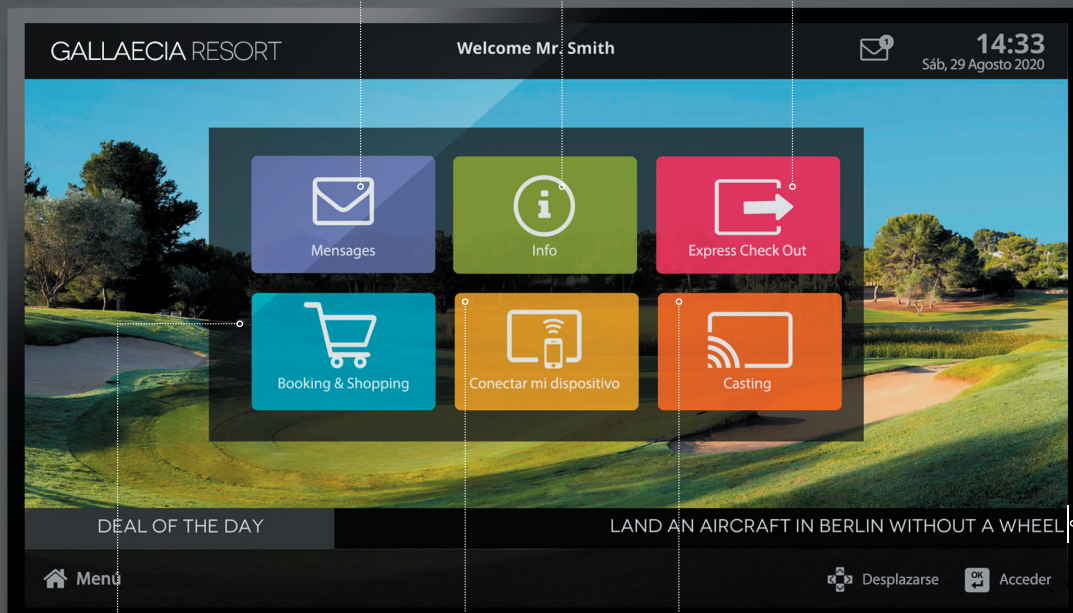 GALLAECIA RESORT
Welcome Mr. Smith
1
14:33
Sáb, 29 Agosto 2020
Mensages
Info
Express Check Out
Booking & Shopping
Conectar mi dispositivo
Casting
DEAL OF THE DAY
LAND AN AIRCRAFT IN BERLIN WITHOUT A WHEEL
Menú
Desplazarse
OK
Acceder